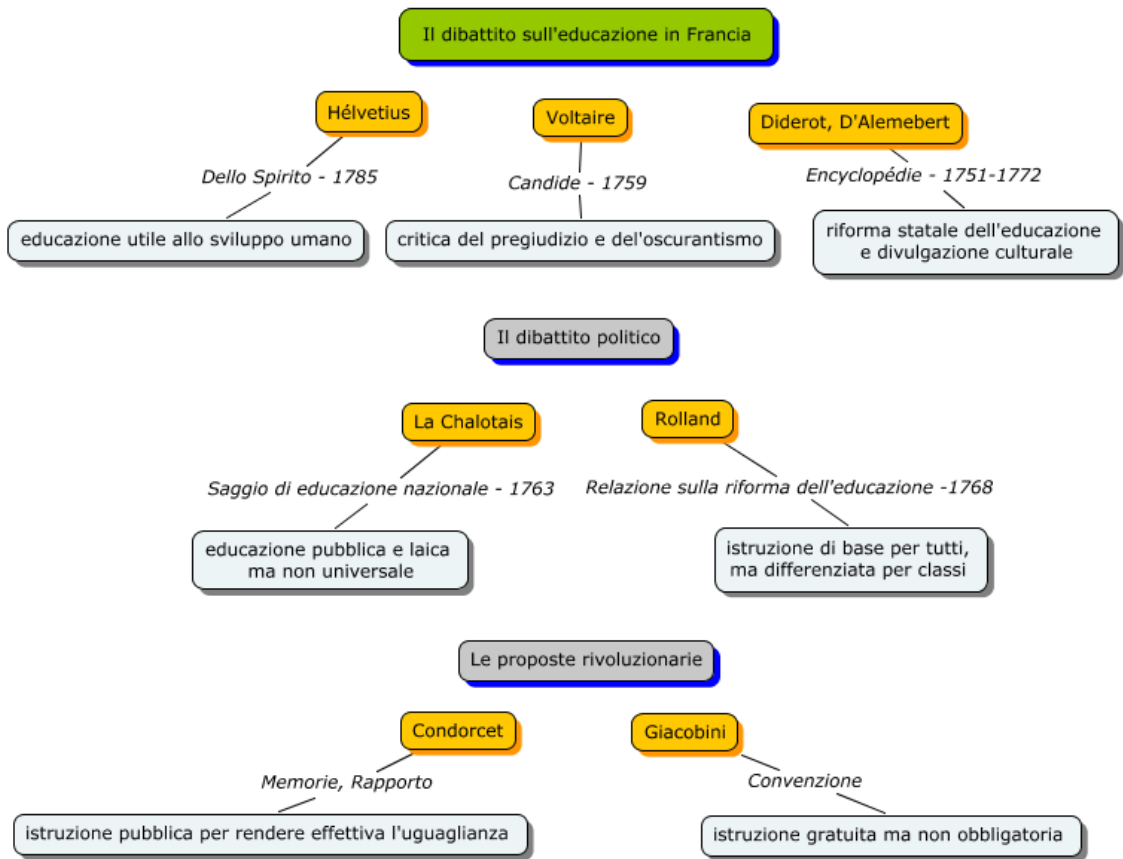 Il dibattito sull'educazione in Francia
Hélvetius
Voltaire
Diderot, D'Alemebert
Dello Spirito - 1785
Candide - 1759
Encyclopédie - 1751-1772
educazione utile allo sviluppo umano
critica del pregiudizio e del'oscurantismo
riforma statale dell'educazione
e divulgazione culturale
Il dibattito politico
La Chalotais
Rolland
Saggio di educazione nazionale - 1763
Relazione sulla riforma dell'educazione -1768
educazione pubblica e laica
ma non universale
istruzione di base per tutti,
ma differenziata per classi
Le proposte rivoluzionarie
Condorcet
Giacobini
Memorie, Rapporto
Convenzione
istruzione pubblica per rendere effettiva l'uguaglianza
istruzione gratuita ma non obbligatoria